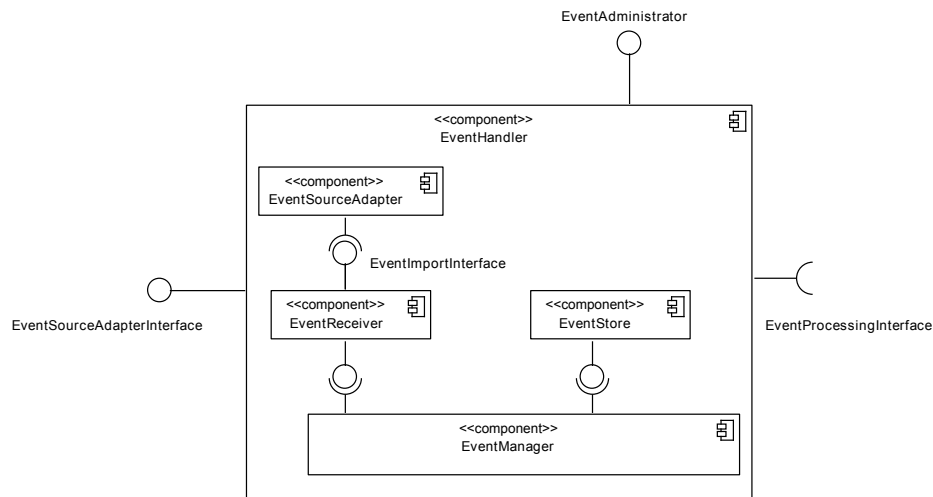 EventAdministrator
<<component>>
EventHandler
<<component>>
EventSourceAdapter
EventImportInterface
EventSourceAdapterInterface
<<component>>
EventReceiver
<<component>>
EventStore
EventProcessingInterface
<<component>>
EventManager